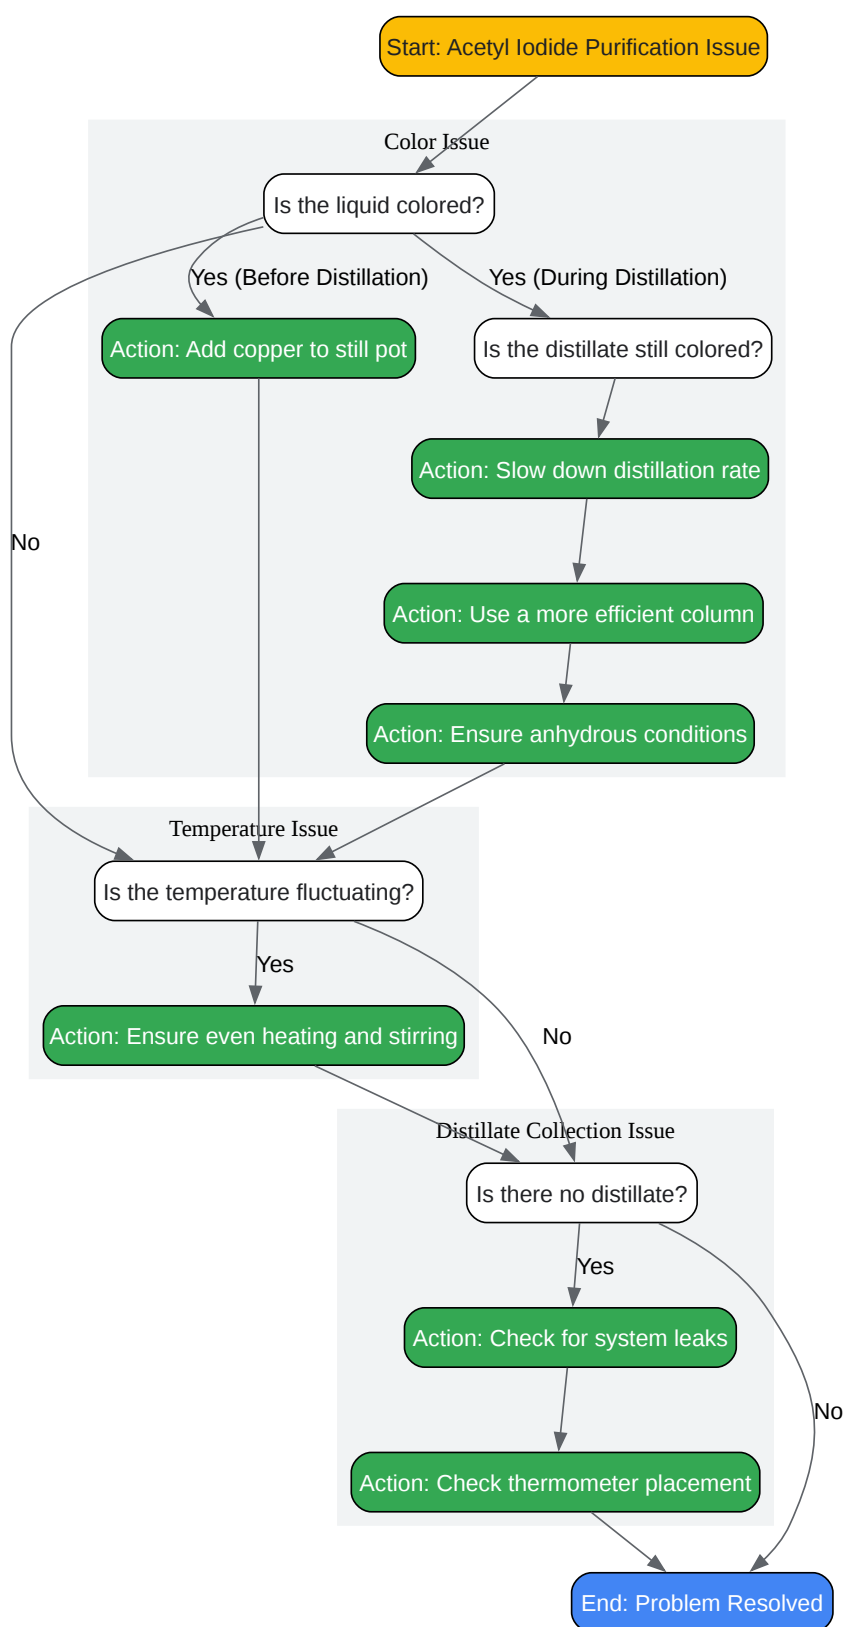 Start: Acetyl Iodide Purification Issue
Color Issue
Is the liquid colored?
Yes (Before Distillation)
Yes (During Distillation)
Action: Add copper to still pot
Is the distillate still colored?
Action: Slow down distillation rate
No
Action: Use a more efficient column
Action: Ensure anhydrous conditions
Temperature Issue
Is the temperature fluctuating?
Yes
Action: Ensure even heating and stirring
No
Distillate Collection Issue
Is there no distillate?
Yes
Action: Check for system leaks
No
Action: Check thermometer placement
End: Problem Resolved